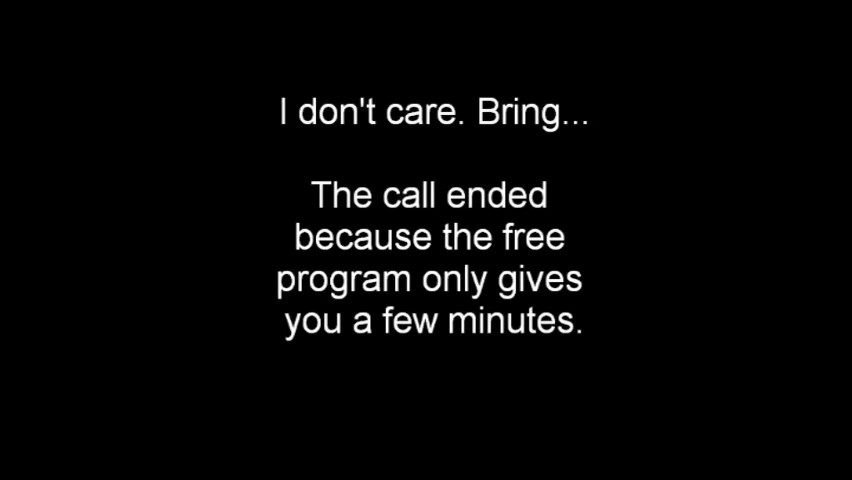 I don't care. Bring...
The call ended
because the free
program only gives
you a few minutes.